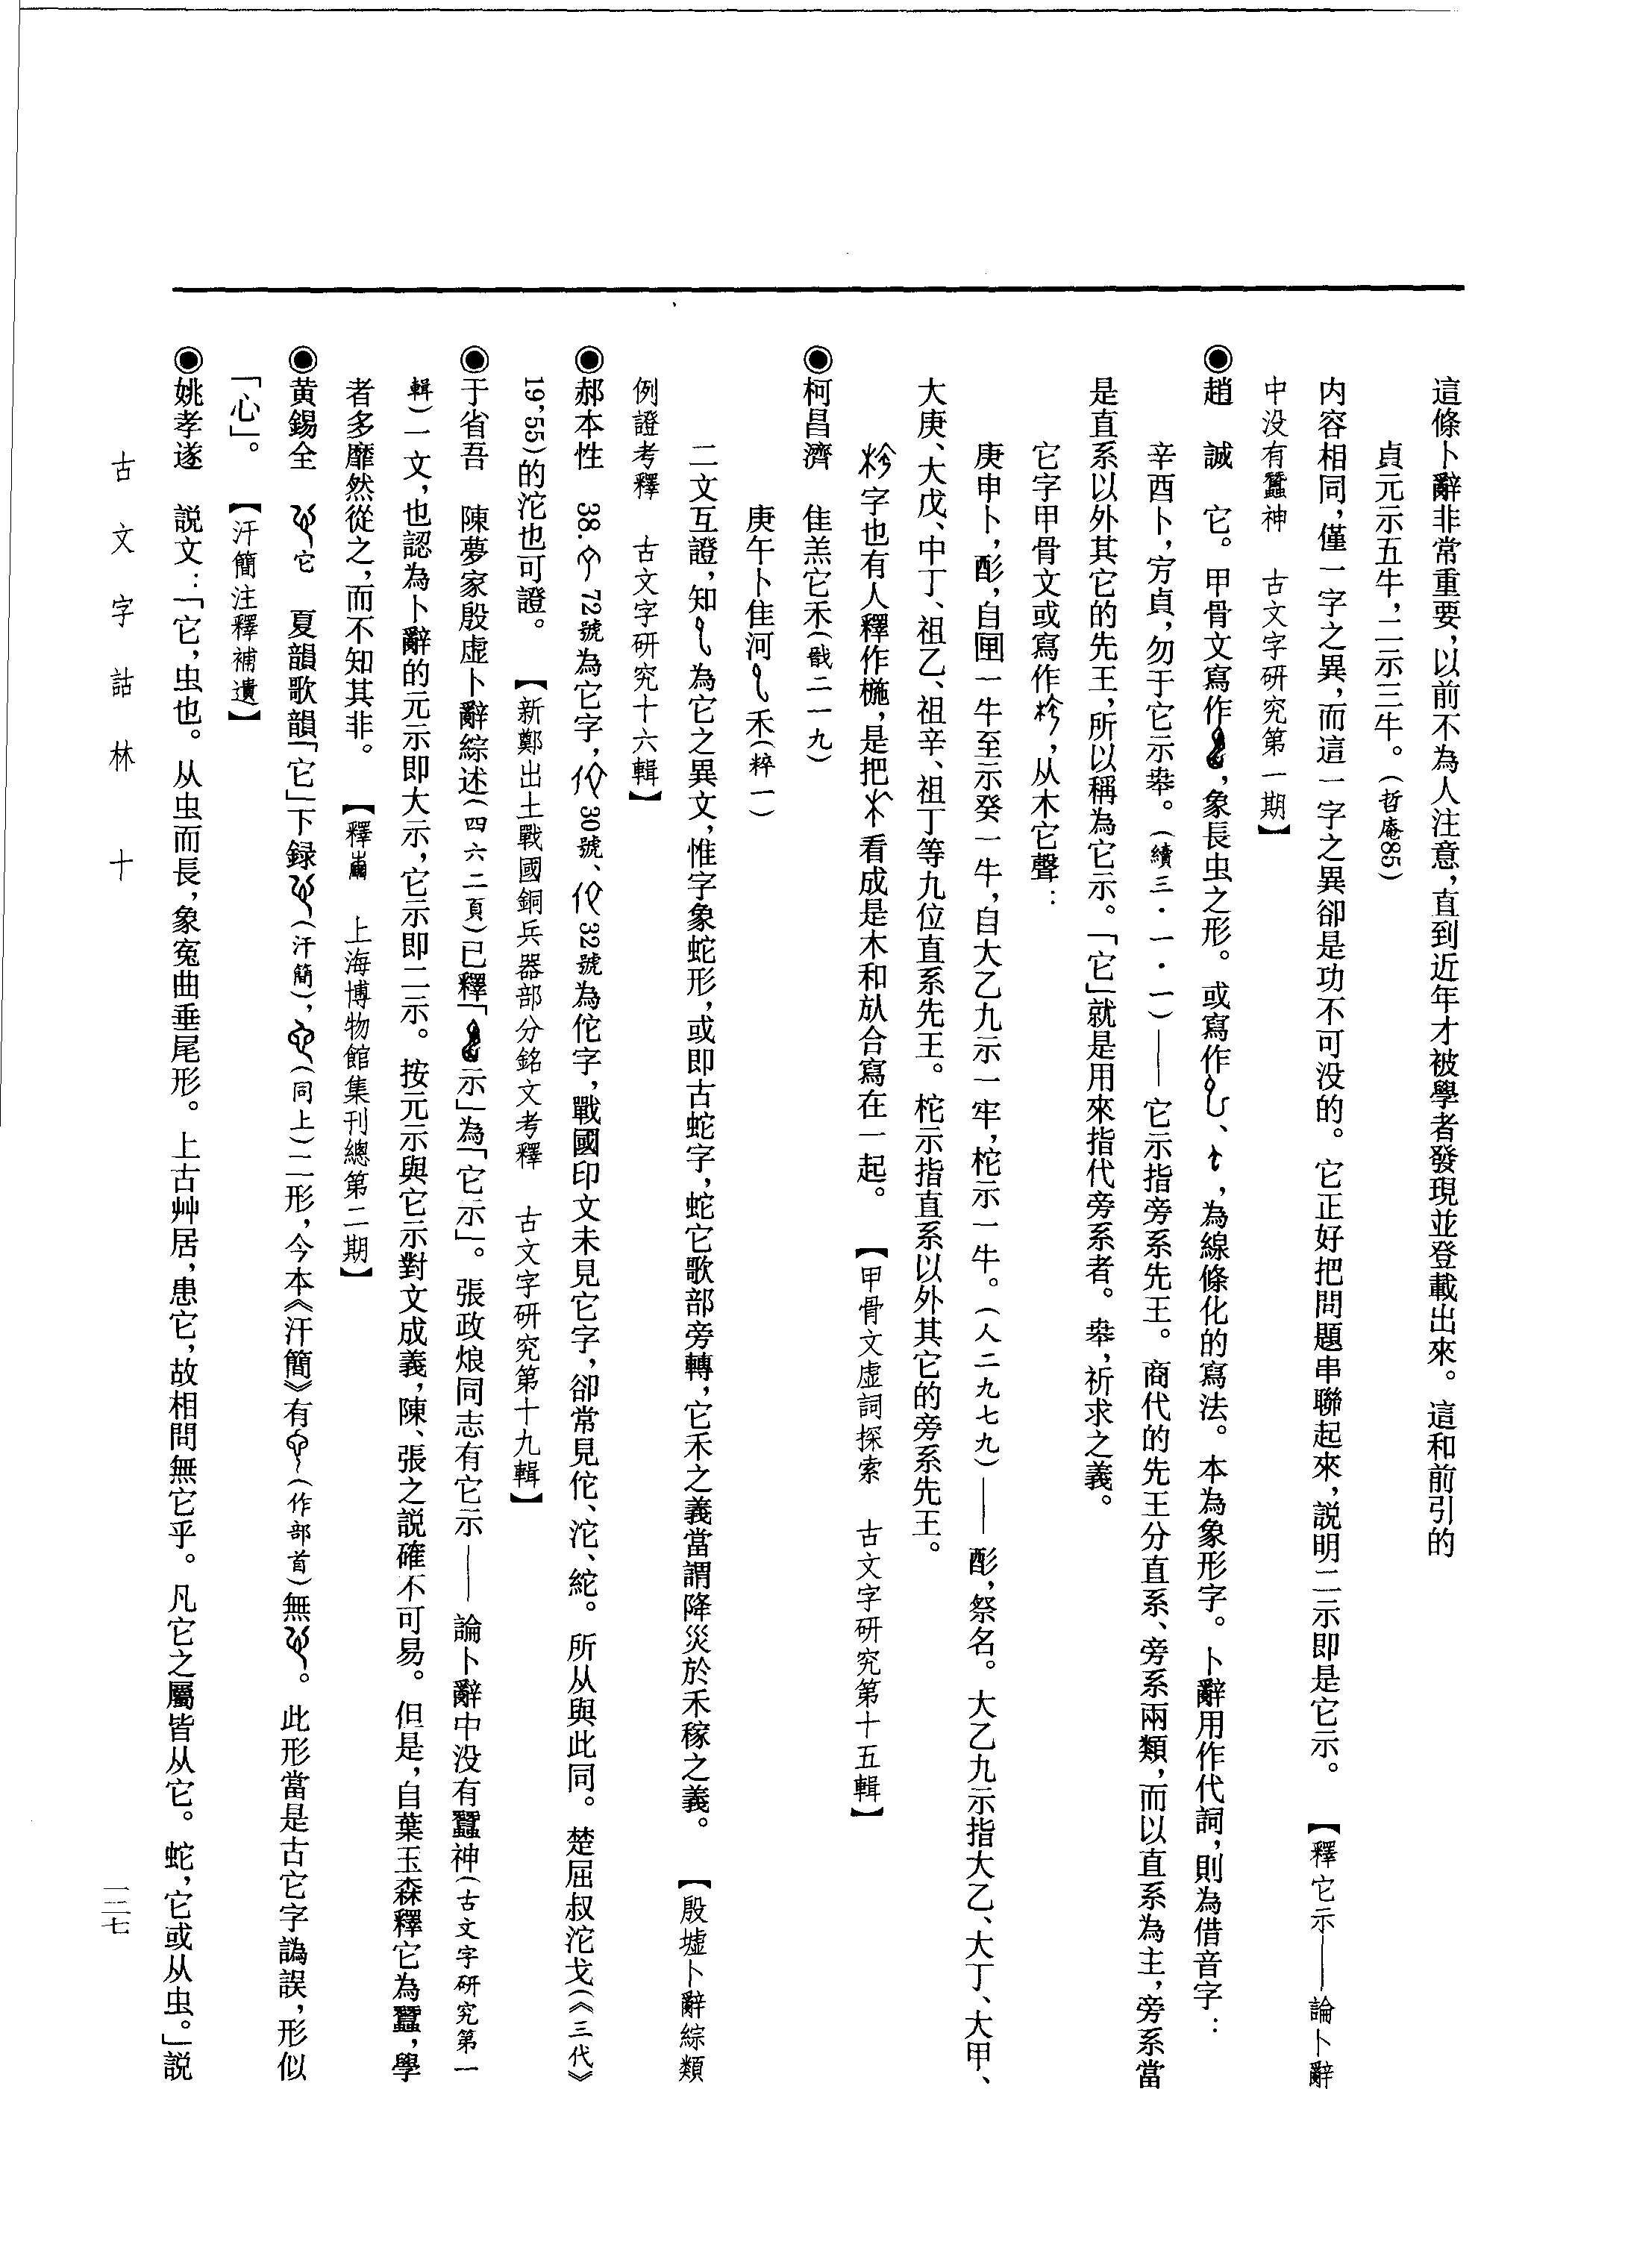 這條卜辭非常重要，以前不為人注意，直到近年才被學者發現並登載出來。這和前引的
貞元示五牛，二示三牛。（哲庵85）
内容相同，僅一字之異，而這一字之異卻是功不可没的。它正好把問題串聯起來，説明二示即是它示。【釋它示——論卜辭
中没有蠶神　古文字研究第一期】
◉趙　誠　它。甲骨文寫作，象長虫之形。或寫作、，為線條化的寫法。本為象形字。卜辭用作代詞，則為借音字：
辛酉卜，宾貞，勿于它示𠦪。（續三·一·一）——它示指旁系先王。商代的先王分直系、旁系兩類，而以直系為主，旁系當
是直系以外其它的先王，所以稱為它示。「它」就是用來指代旁系者。𠦪，祈求之義。
它字甲骨文或寫作，从木它聲：
庚申卜，酌，自囲一牛至示癸一牛，自大乙九示一牢，柁示一牛。（人二九七九）——酌，祭名。大乙九示指大乙、大丁、大甲、
大庚、大戊、中丁、祖乙、祖辛、祖丁等九位直系先王。柁示指直系以外其它的旁系先王。
字也有人釋作椸，是把看成是木和㫃合寫在一起。【甲骨文虚詞探索　古文字研究第十五輯】
◉柯昌濟　隹羔它禾（戩二一九）
庚午卜隹河禾（粹一）
二文互證，知為它之異文，惟字象蛇形，或即古蛇字，蛇它歌部旁轉，它禾之義當謂降災於禾稼之義。【殷墟卜辭綜類
例證考釋　古文字研究十六輯】
◉郝本性　38.72號為它字，30號、32號為佗字，戰國印文未見它字，卻常見佗、沱、紽。所从與此同。楚屈叔沱戈（《三代》
19·55）的沱也可證。【新鄭出土戰國銅兵器部分銘文考釋　古文字研究第十九輯】
◉于省吾　陳夢家殷虚卜辭綜述（四六二頁）已釋「示」為「它示」。張政烺同志有它示——論卜辭中没有蠶神（古文字研究第一
輯）一文，也認為卜辭的元示即大示，它示即二示。按元示與它示對文成義，陳、張之説確不可易。但是，自葉玉森釋它為蠶，學
者多靡然從之，而不知其非。【釋　上海博物館集刊總第二期】
◉黄錫全　它　夏韻歌韻「它」下録（汗簡），（同上）二形，今本《汗簡》有（作部首）無。此形當是古它字譌誤，形似
「心」。【汗簡注釋補遺】
◉姚孝遂　説文：「它，虫也。从虫而長，象冤曲垂尾形。上古艸居，患它，故相問無它乎。凡它之屬皆从它。蛇，它或从虫。」説
古文字詁林　十
一二七